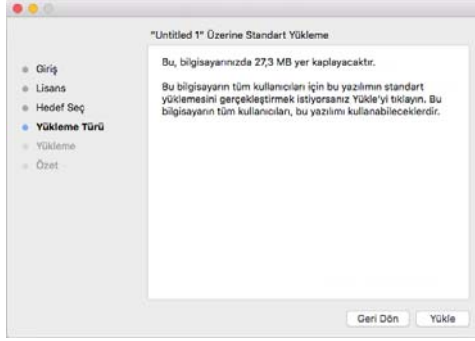 "Untitled 1" Üzerine Standart Yükleme
Giriş
Lisans
Hedef Seç
Yükleme Türü
Yükleme
Özet
Bu, bilgisayarınızda 27,3 MB yer kaplayacaktır.
Bu bilgisayarın tüm kullanıcıları için bu yazılımın standart
yüklemesini gerçekleştirmek istiyorsanız Yükle'yi tıklayın. Bu
bilgisayarın tüm kullanıcıları, bu yazılımı kullanabileceklerdir.
Geri Dön
Yükle